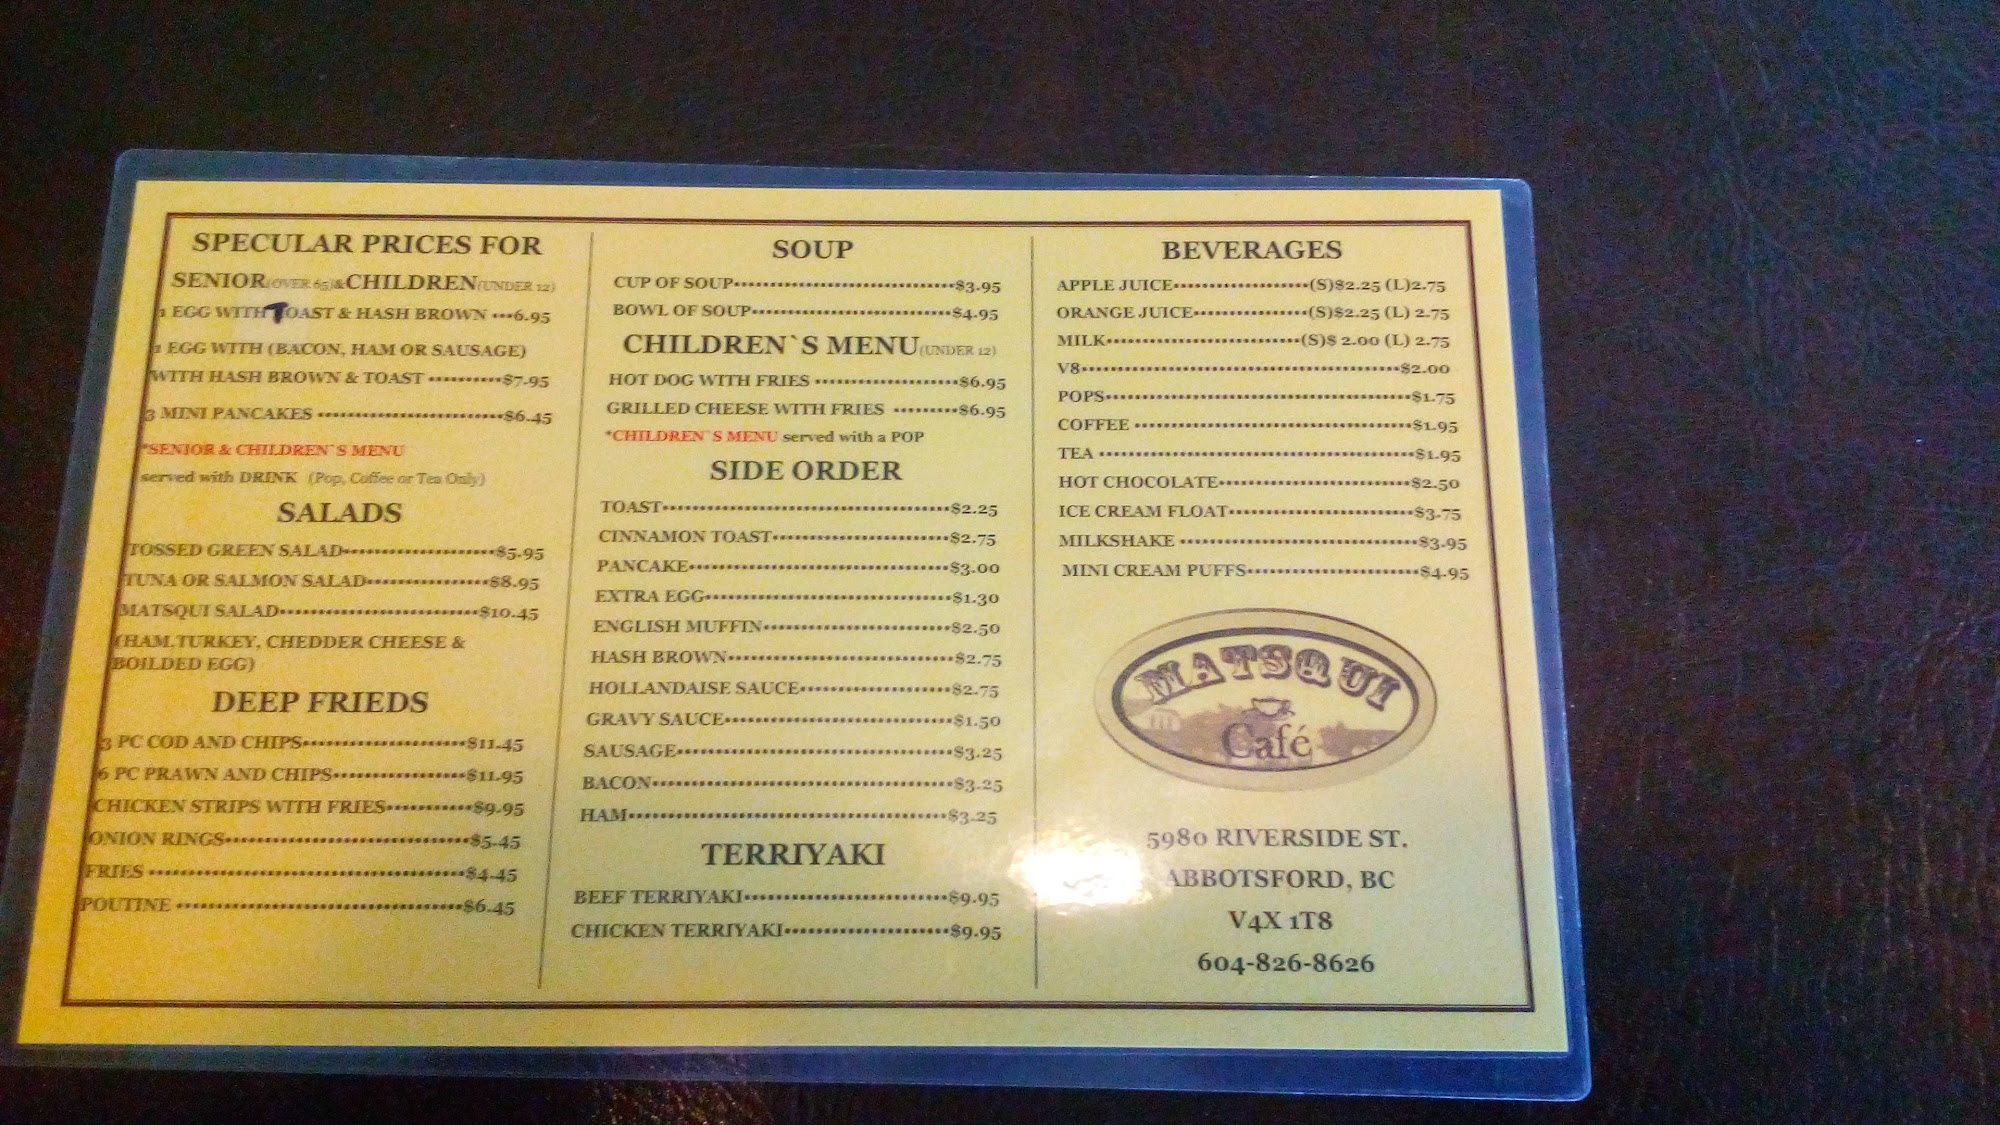 SPECULAR PRICES FOR
SENIOR(OVER 65)&CHILDREN(UNDER 12)
1 EGG WITH TOAST & HASH BROWN ···6.95
1 EGG WITH (BACON, HAM OR SAUSAGE)
WITH HASH BROWN & TOAST ··········$7.95
3 MINI PANCAKES ··························$6.45
*SENIOR & CHILDREN`S MENU
served with DRINK (Pop, Coffee or Tea Only)
SALADS
TOSSED GREEN SALAD······················$5.95
TUNA OR SALMON SALAD·················$8.95
MATSQUI SALAD····························$10.45
(HAM,TURKEY, CHEDDER CHEESE &
BOILDED EGG)
DEEP FRIEDS
3 PC COD AND CHIPS·······················$11.45
6 PC PRAWN AND CHIPS···················$11.95
CHICKEN STRIPS WITH FRIES············$9.95
ONION RINGS··································$5.45
FRIES ············································$4.45
POUTINE ········································$6.45
SOUP
CUP OF SOUP·······························$3.95
BOWL OF SOUP····························$4.95
CHILDREN`S MENU(UNDER 12)
HOT DOG WITH FRIES ····················$6.95
GRILLED CHEESE WITH FRIES ·········$6.95
*CHILDREN`S MENU served with a POP
SIDE ORDER
TOAST········································$2.25
CINNAMON TOAST·························$2.75
PANCAKE····································$3.00
EXTRA EGG··································$1.30
ENGLISH MUFFIN··························$2.50
HASH BROWN·······························$2.75
HOLLANDAISE SAUCE·····················$2.75
GRAVY SAUCE·······························$1.50
SAUSAGE······································$3.25
BACON·········································$3.25
HAM············································$3.25
TERRIYAKI
BEEF TERRIYAKI····························$9.95
CHICKEN TERRIYAKI·······················$9.95
BEVERAGES
APPLE JUICE···················(S)$2.25 (L)2.75
ORANGE JUICE················(S)$2.25 (L) 2.75
MILK···························(S)$ 2.00 (L) 2.75
V8············································$2.00
POPS··········································$1.75
COFFEE ······································$1.95
TEA ···········································$1.95
HOT CHOCOLATE··························$2.50
ICE CREAM FLOAT·························$3.75
MILKSHAKE ·································$3.95
MINI CREAM PUFFS·······················$4.95
MATSQUI
Café
5980 RIVERSIDE ST.
ABBOTSFORD, BC
V4X 1T8
604-826-8626